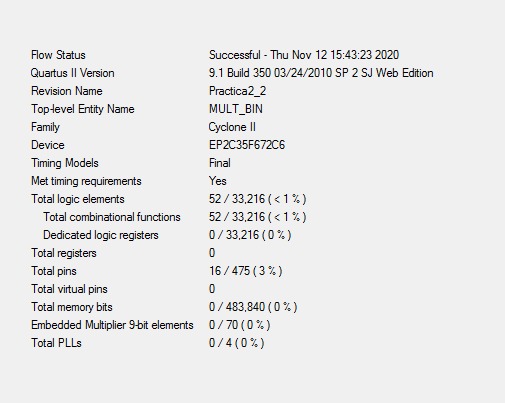 Flow Status Successful - Thu Nov 12 15:43:23 2020
Quartus II Version 9.1 Build 350 03/24/2010 SP 2 SJ Web Edition
Revision Name Practica2_2
Top-level Entity Name MULT_BIN
Family Cyclone II
Device EP2C35F672C6
Timing Models Final
Met timing requirements Yes
Total logic elements 52 / 33,216 ( < 1 % )
Total combinational functions 52 / 33,216 ( < 1 % )
Dedicated logic registers 0 / 33,216 ( 0 % )
Total registers 0
Total pins 16 / 475 ( 3 % )
Total virtual pins 0
Total memory bits 0 / 483,840 ( 0 % )
Embedded Multiplier 9-bit elements 0 / 70 ( 0 % )
Total PLLs 0 / 4 ( 0 % )